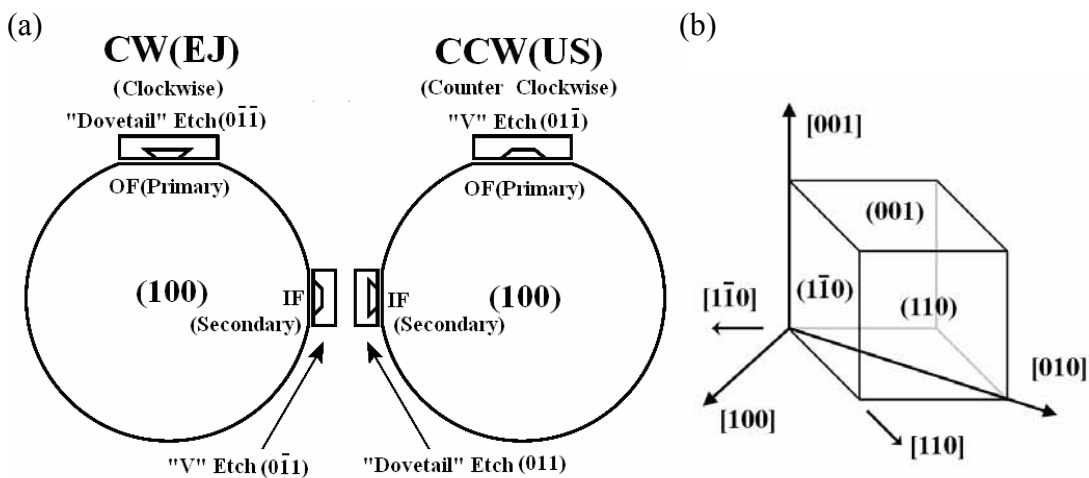 (a)
CW(EJ)
(Clockwise)
"Dovetail" Etch(01̄1̄)
OF(Primary)
(100)
IF
(Secondary)
"V" Etch(01̄1)
CCW(US)
(Counter Clockwise)
"V" Etch(011̄)
OF(Primary)
(100)
IF
(Secondary)
"Dovetail" Etch (011)
(b)
[001]
(001)
[11̄0]
(11̄0)
(110)
[010]
[100]
[110]